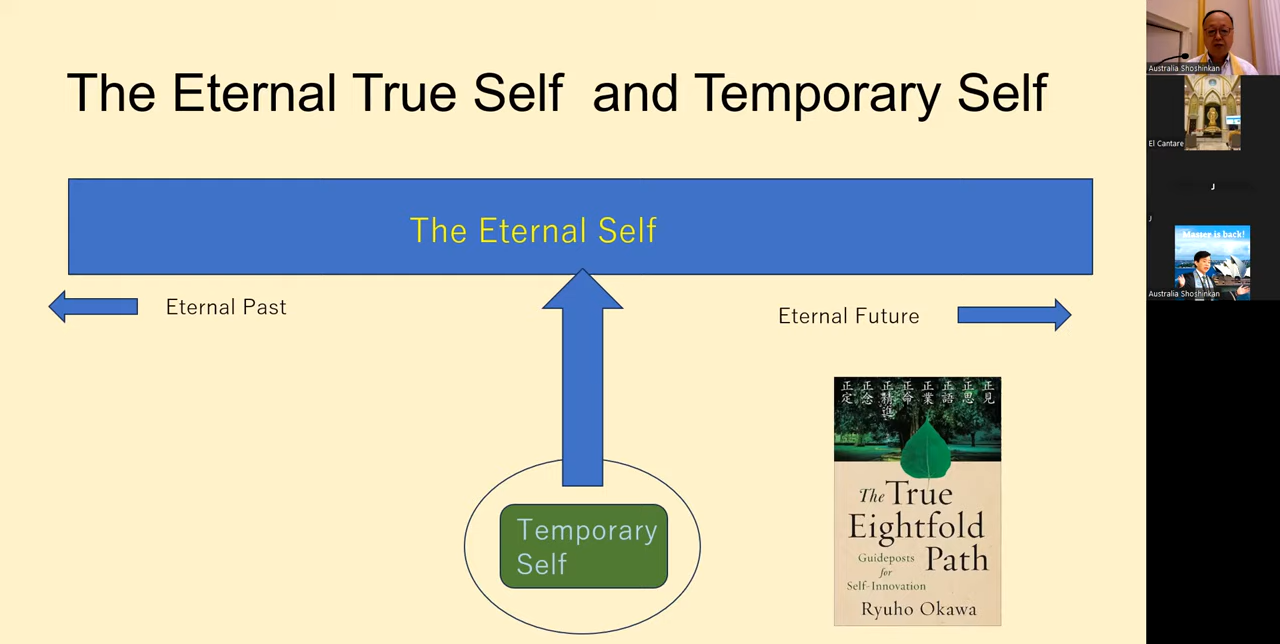 The Eternal True Self and Temporary Self
The Eternal Self
Eternal Past
Eternal Future
Temporary
Self
正見
正思
正語
正業
正命
正精進
正念
正定
The True
Eightfold
Path
Guideposts
for
Self-Innovation
Ryuho Okawa
Australia Shoshinkan
El Cantare
J
J
Master is back!
Australia Shoshinkan